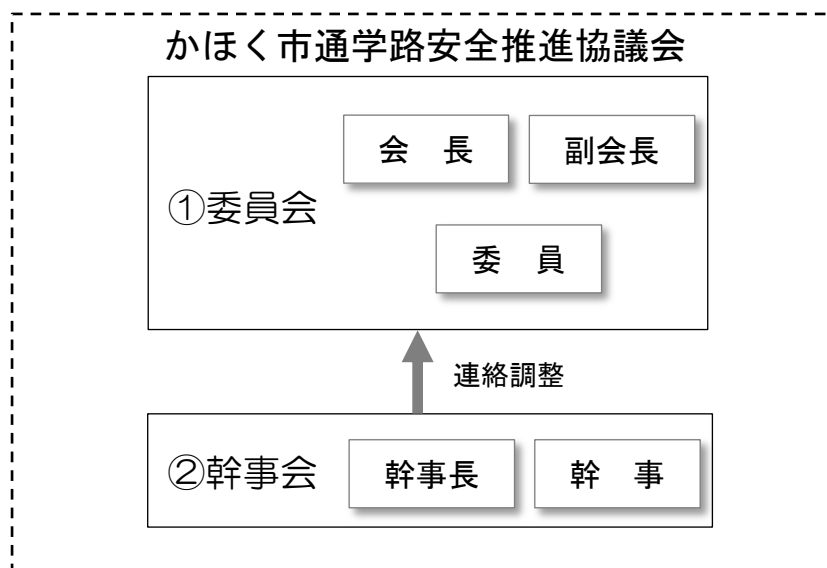 かほく市通学路安全推進協議会
会　長
副会長
①委員会
委　員
連絡調整
②幹事会
幹事長
幹　事